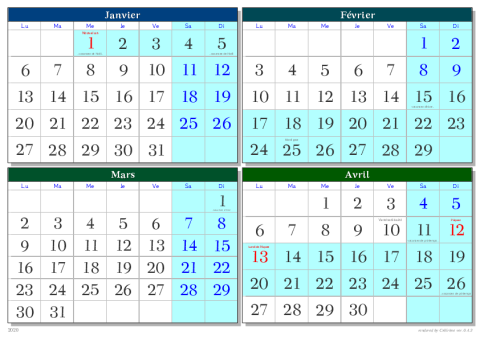 Janvier
Lu Ma Me Je Ve Sa Di
1 2 3 4 5
6 7 8 9 10 11 12
13 14 15 16 17 18 19
20 21 22 23 24 25 26
27 28 29 30 31
Février
Lu Ma Me Je Ve Sa Di
1 2
3 4 5 6 7 8 9
10 11 12 13 14 15 16
17 18 19 20 21 22 23
24 25 26 27 28 29
Mars
Lu Ma Me Je Ve Sa Di
1
2 3 4 5 6 7 8
9 10 11 12 13 14 15
16 17 18 19 20 21 22
23 24 25 26 27 28 29
30 31
Avril
Lu Ma Me Je Ve Sa Di
1 2 3 4 5
6 7 8 9 10 11 12
13 14 15 16 17 18 19
20 21 22 23 24 25 26
27 28 29 30
2020